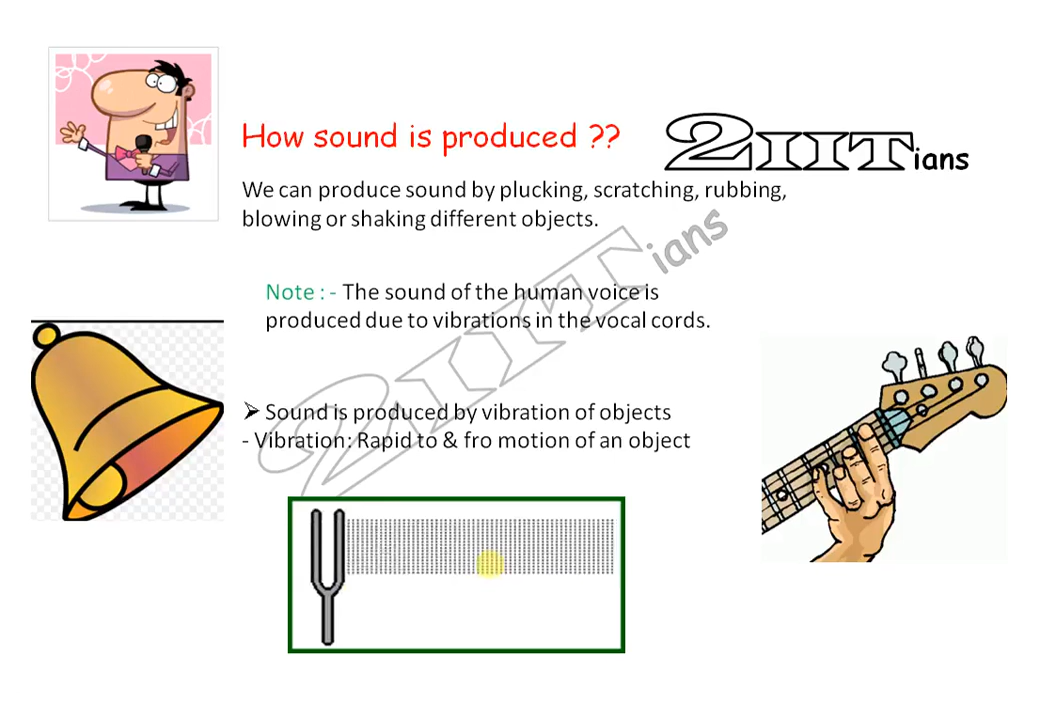 How sound is produced ??
2IITians
We can produce sound by plucking, scratching, rubbing,
blowing or shaking different objects.
2IITians
Note : - The sound of the human voice is
produced due to vibrations in the vocal cords.
➢ Sound is produced by vibration of objects
- Vibration: Rapid to & fro motion of an object